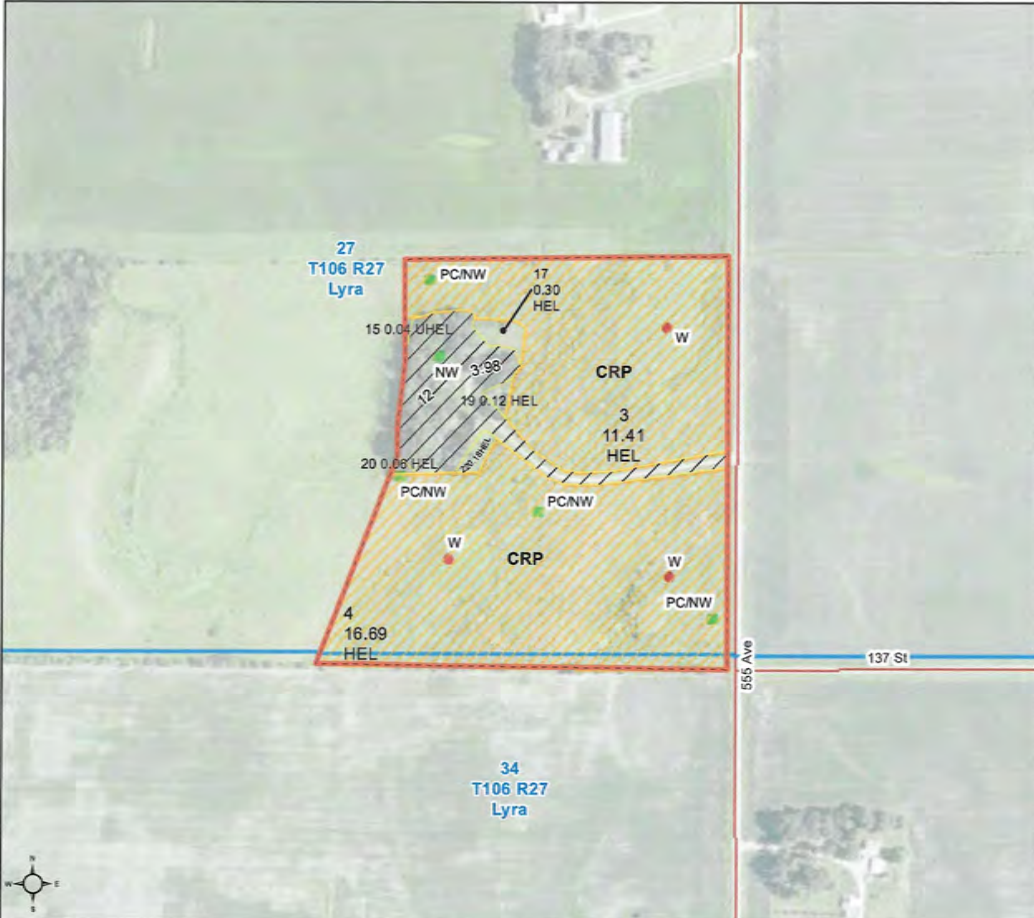 27
T106 R27
Lyra
PC/NW
17
0.30
HEL
15 0.04 UHEL
W
NW
12
3.98
CRP
19 0.12 HEL
3
11.41
HEL
20 0.06 HEL
PC/NW
PC/NW
W
CRP
W
PC/NW
4
16.69
HEL
555 Ave
137 St
34
T106 R27
Lyra
N
W
E
S